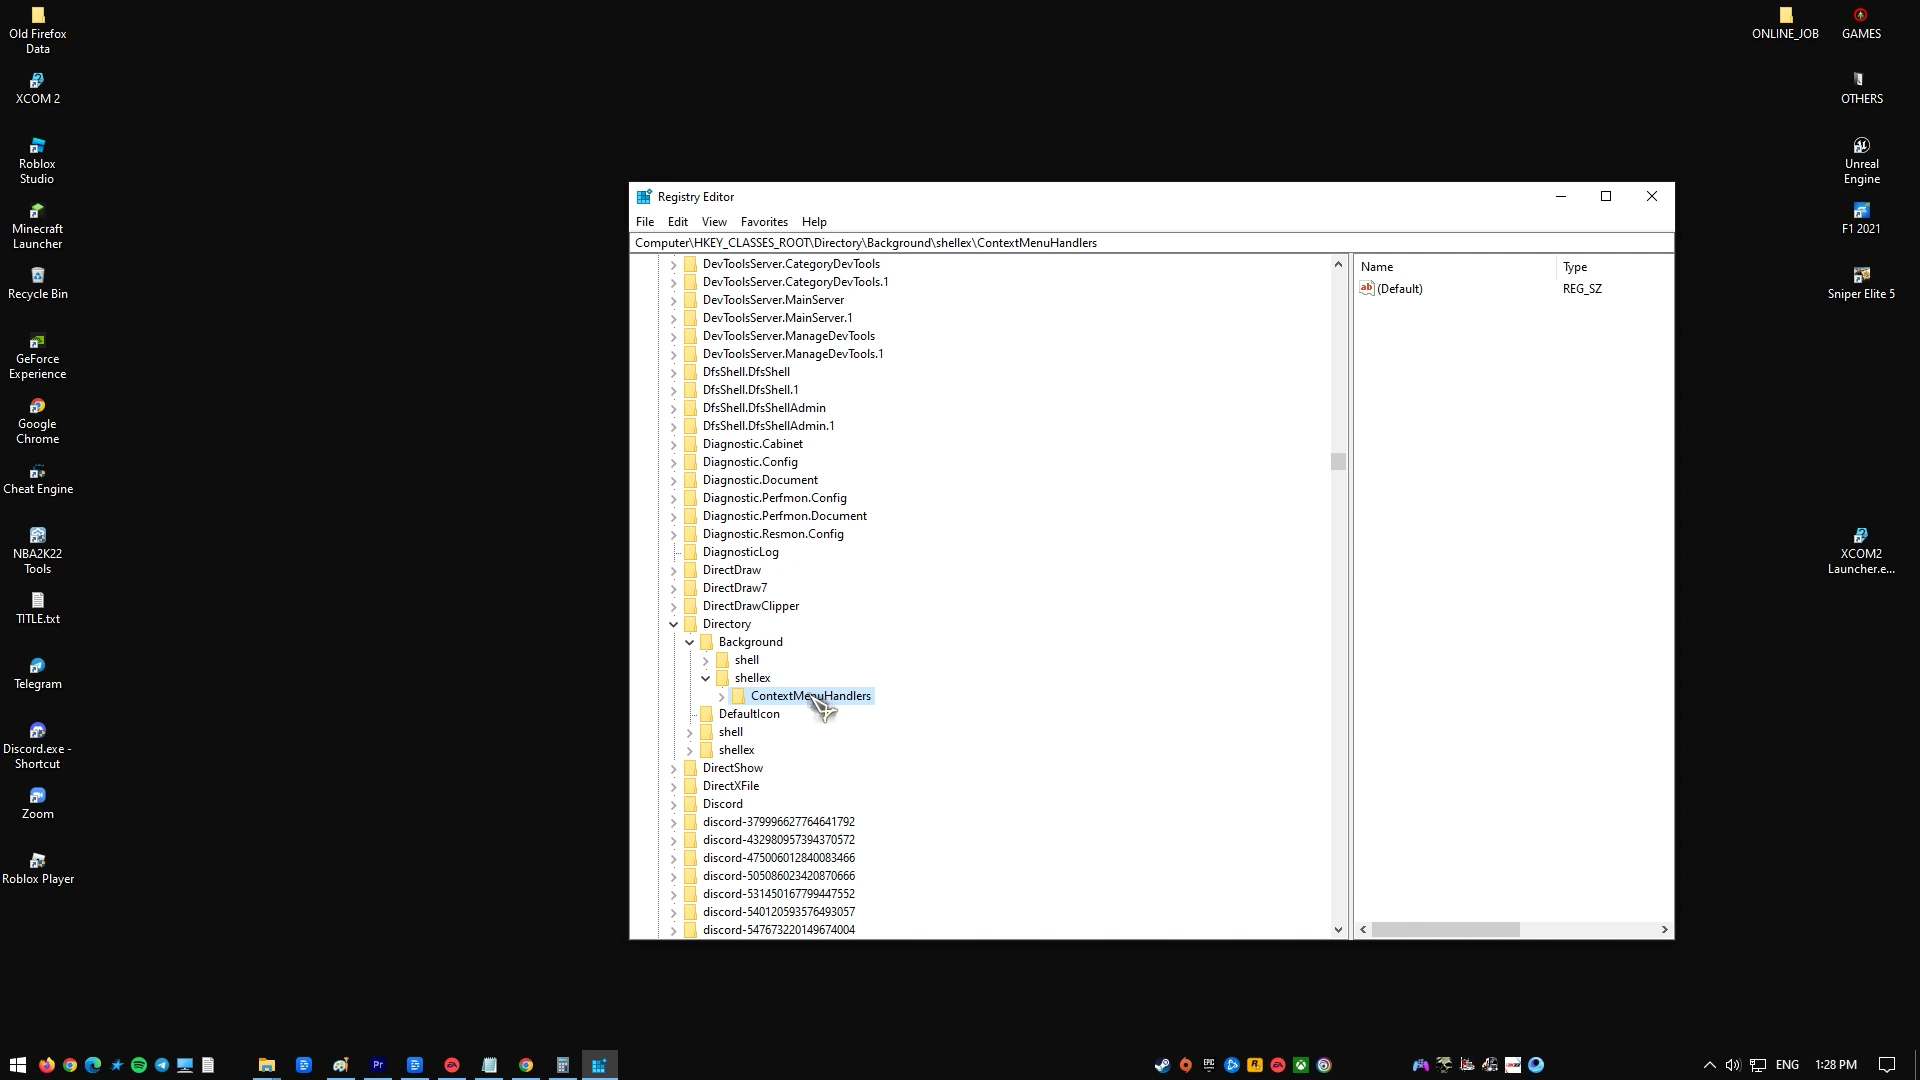 Old Firefox
Data
XCOM 2
Roblox
Studio
Minecraft
Launcher
Recycle Bin
GeForce
Experience
Google
Chrome
Cheat Engine
NBA2K22
Tools
TITLE.txt
Telegram
Discord.exe -
Shortcut
Zoom
Roblox Player
ONLINE_JOB
GAMES
OTHERS
Unreal
Engine
F1 2021
Sniper Elite 5
XCOM2
Launcher.e...
Registry Editor
File Edit View Favorites Help
Computer\HKEY_CLASSES_ROOT\Directory\Background\shellex\ContextMenuHandlers
DevToolsServer.CategoryDevTools
DevToolsServer.CategoryDevTools.1
DevToolsServer.MainServer
DevToolsServer.MainServer.1
DevToolsServer.ManageDevTools
DevToolsServer.ManageDevTools.1
DfsShell.DfsShell
DfsShell.DfsShell.1
DfsShell.DfsShellAdmin
DfsShell.DfsShellAdmin.1
Diagnostic.Cabinet
Diagnostic.Config
Diagnostic.Document
Diagnostic.Perfmon.Config
Diagnostic.Perfmon.Document
Diagnostic.Resmon.Config
DiagnosticLog
DirectDraw
DirectDraw7
DirectDrawClipper
Directory
Background
shell
shellex
ContextMenuHandlers
DefaultIcon
shell
shellex
DirectShow
DirectXFile
Discord
discord-379996627764641792
discord-432980957394370572
discord-475006012840083466
discord-505086023420870666
discord-531450167799447552
discord-540120593576493057
discord-547673220149674004
Name Type
ab (Default) REG_SZ
Pr
EA
EPIC
R
EA
ENG
1:28 PM